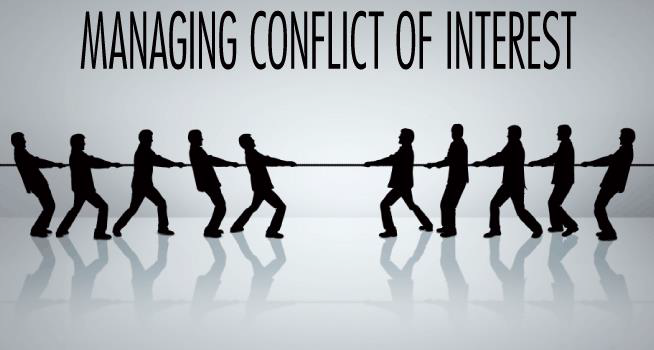 MANAGING CONFLICT OF INTEREST